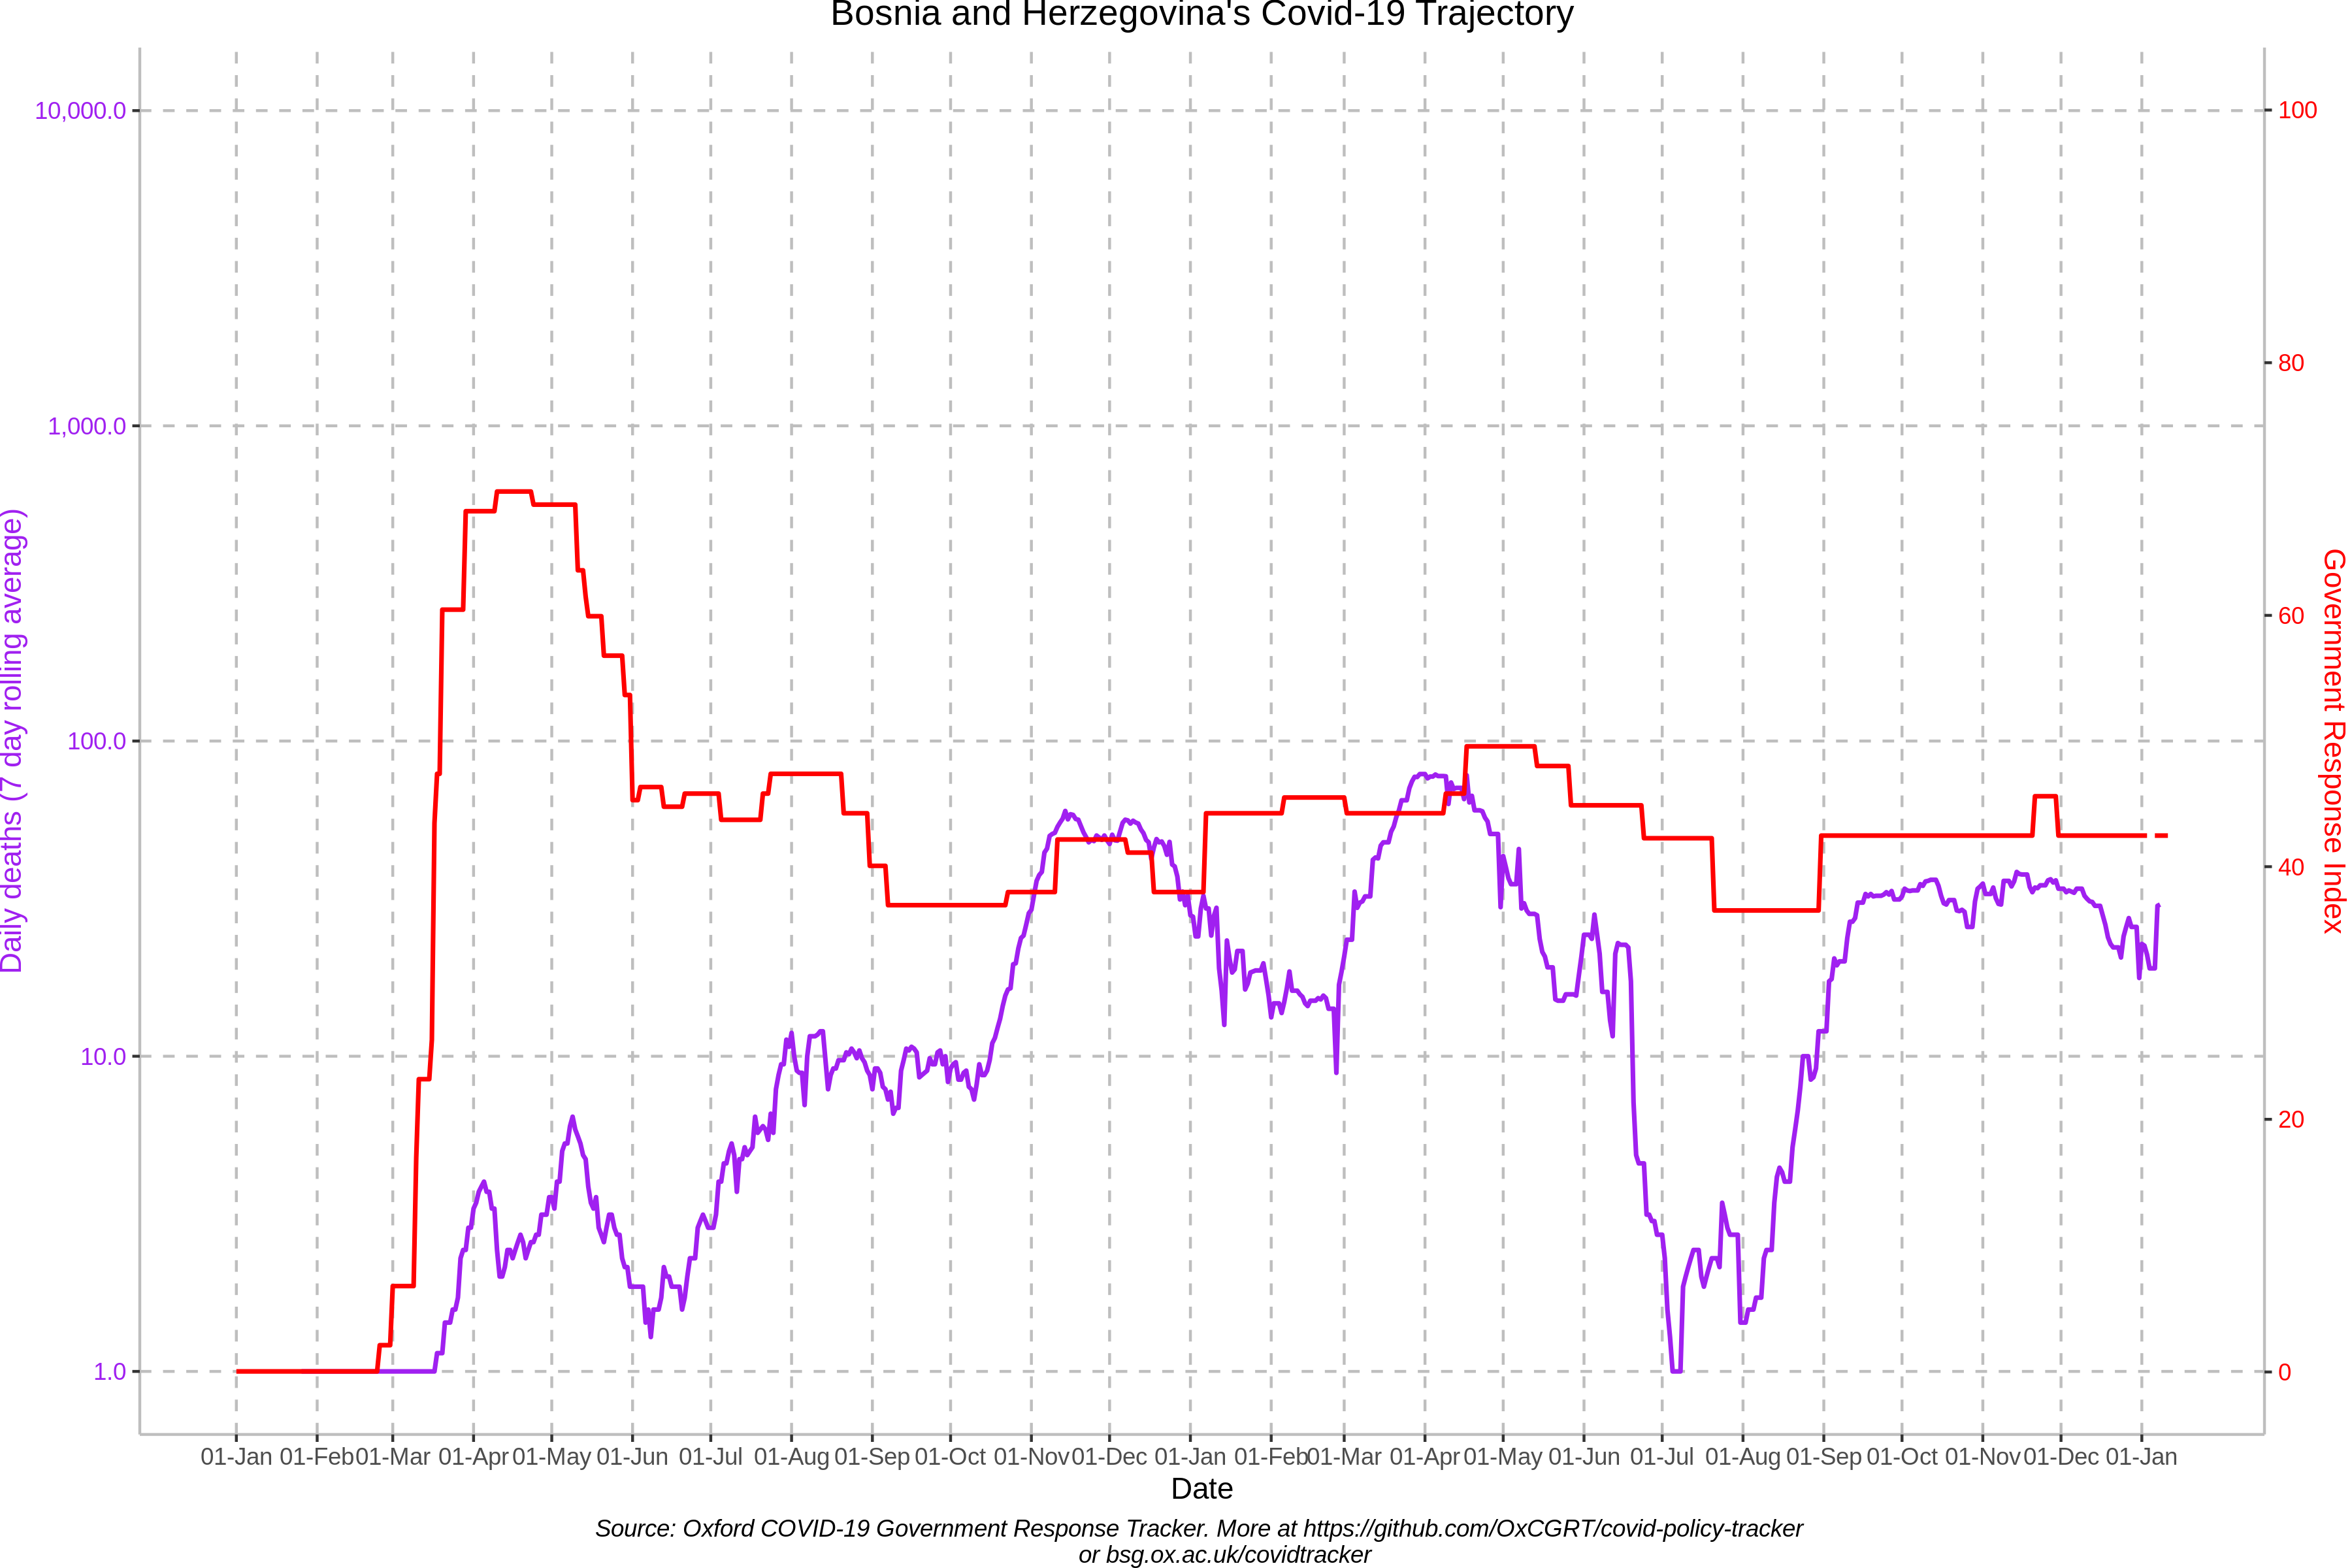 Bosnia and Herzegovina's Covid-19 Trajectory
10,000.0
1,000.0
100.0
10.0
1.0
Daily deaths (7 day rolling average)
100
80
60
40
20
0
Government Response Index
01-Jan 01-Feb 01-Mar 01-Apr 01-May 01-Jun 01-Jul 01-Aug 01-Sep 01-Oct 01-Nov 01-Dec 01-Jan 01-Feb 01-Mar 01-Apr 01-May 01-Jun 01-Jul 01-Aug 01-Sep 01-Oct 01-Nov 01-Dec 01-Jan
Date
Source: Oxford COVID-19 Government Response Tracker. More at https://github.com/OxCGRT/covid-policy-tracker
or bsg.ox.ac.uk/covidtracker